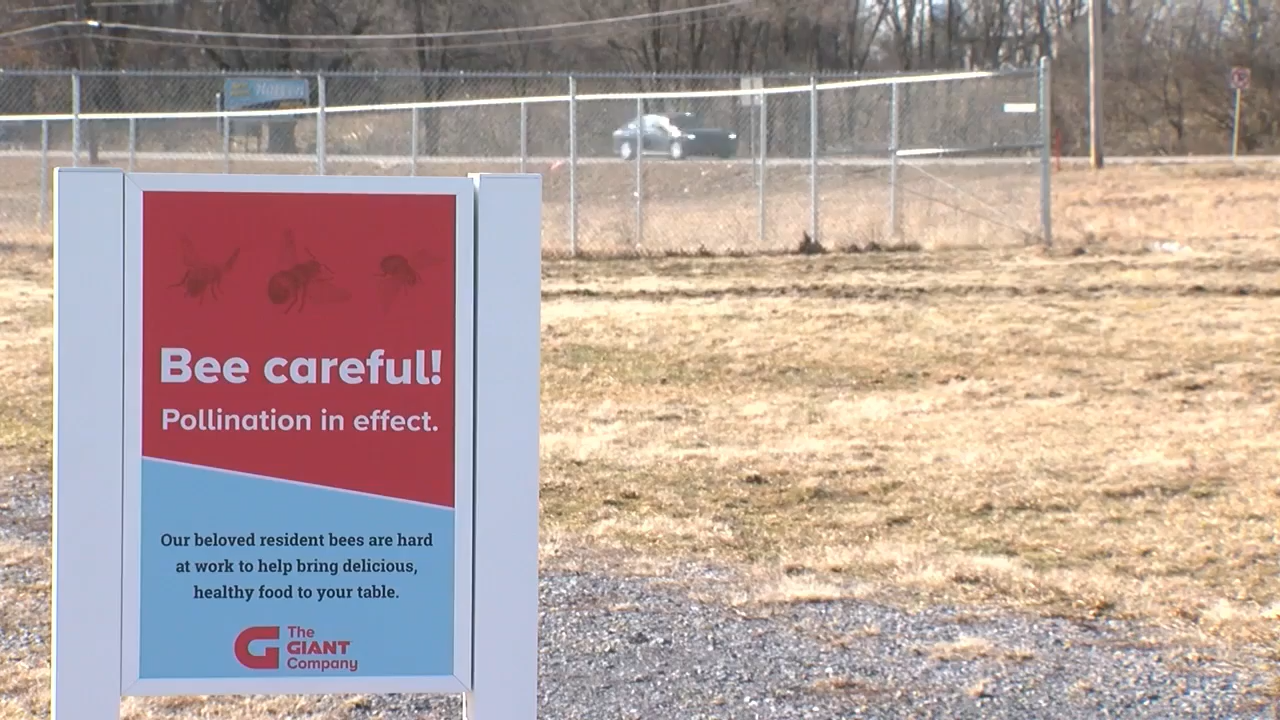 Bee careful!
Pollination in effect.
Our beloved resident bees are hard
at work to help bring delicious,
healthy food to your table.
The
GIANT
Company